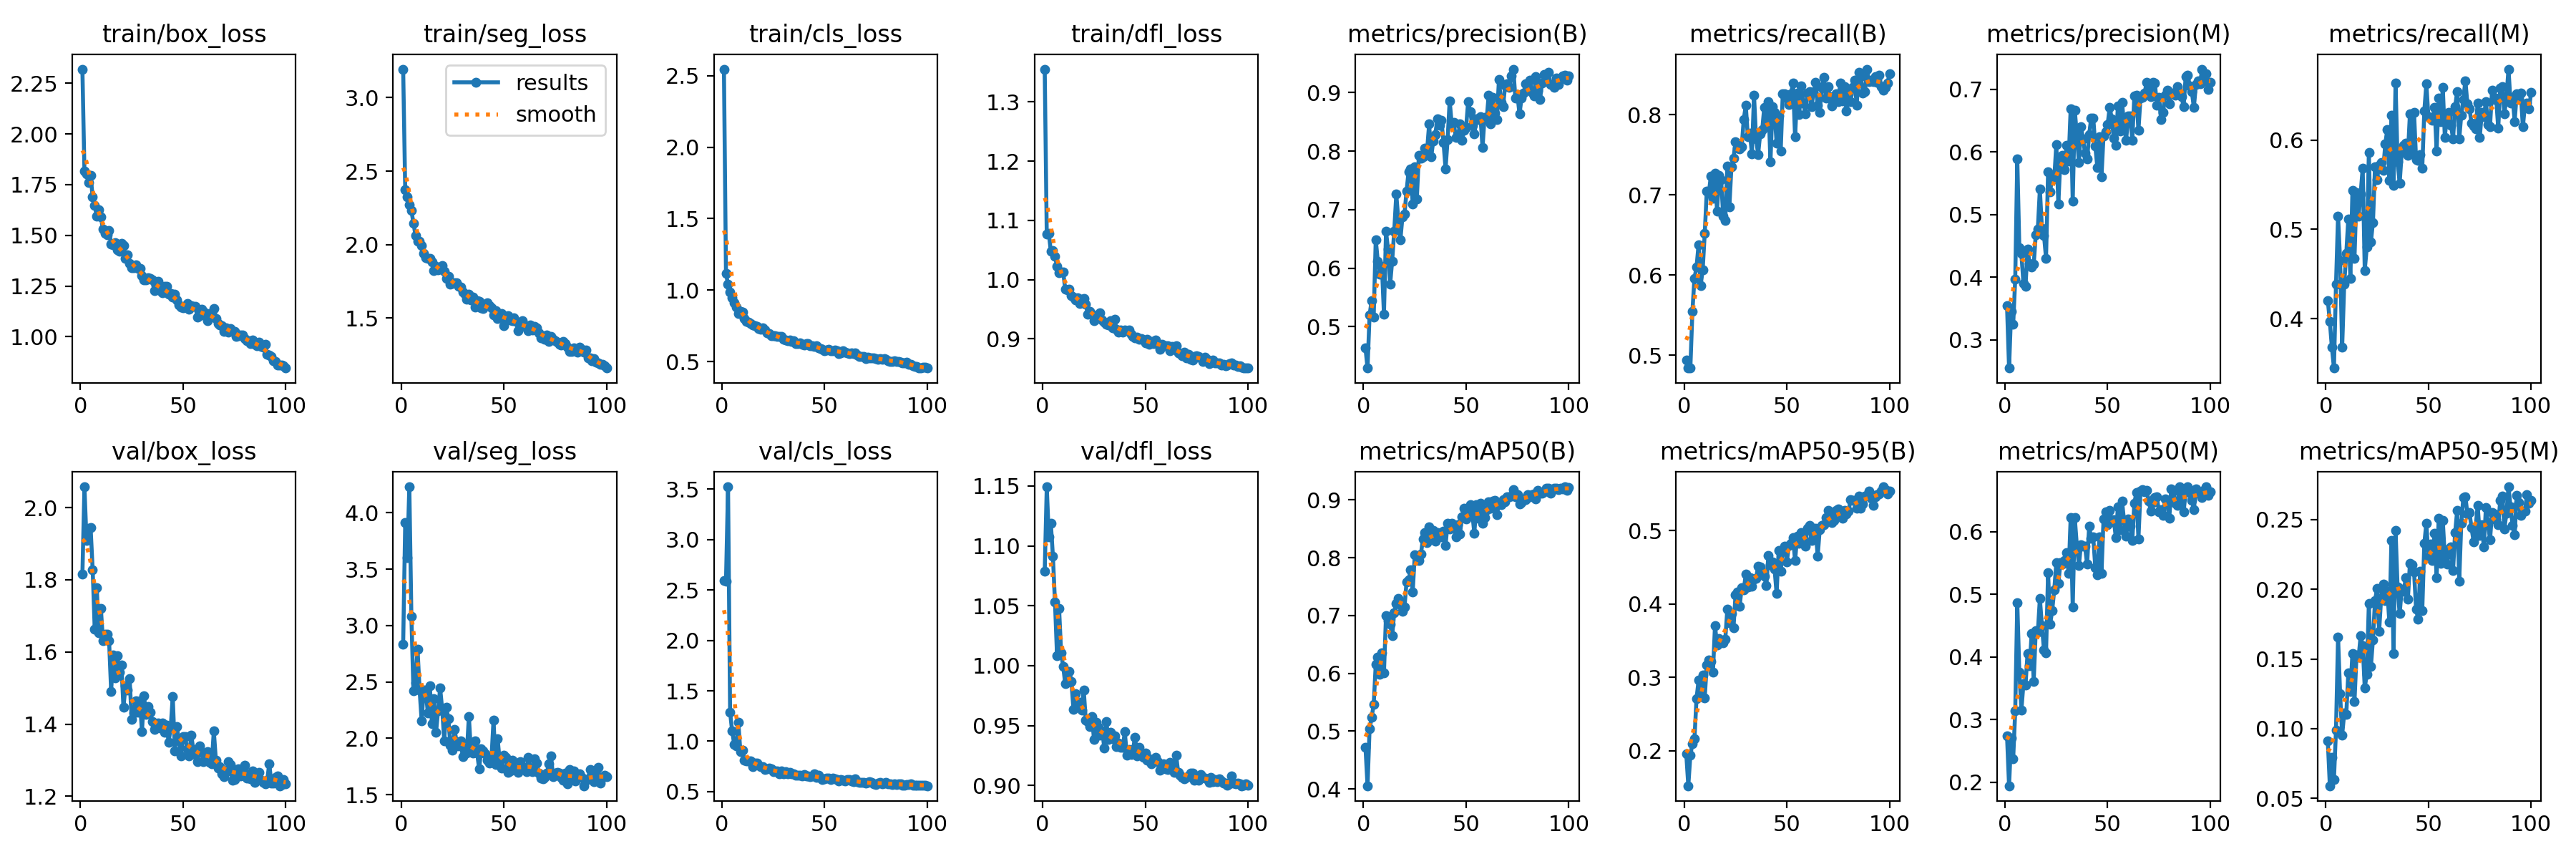 train/box_loss
train/seg_loss
train/cls_loss
train/dfl_loss
metrics/precision(B)
metrics/recall(B)
metrics/precision(M)
metrics/recall(M)
2.25
2.00
1.75
1.50
1.25
1.00
0 50 100
results
smooth
3.0
2.5
2.0
1.5
0 50 100
2.5
2.0
1.5
1.0
0.5
0 50 100
1.3
1.2
1.1
1.0
0.9
0 50 100
0.9
0.8
0.7
0.6
0.5
0 50 100
0.8
0.7
0.6
0.5
0 50 100
0.7
0.6
0.5
0.4
0.3
0 50 100
0.6
0.5
0.4
0 50 100
val/box_loss
val/seg_loss
val/cls_loss
val/dfl_loss
metrics/mAP50(B)
metrics/mAP50-95(B)
metrics/mAP50(M)
metrics/mAP50-95(M)
2.0
1.8
1.6
1.4
1.2
0 50 100
4.0
3.5
3.0
2.5
2.0
1.5
0 50 100
3.5
3.0
2.5
2.0
1.5
1.0
0.5
0 50 100
1.15
1.10
1.05
1.00
0.95
0.90
0 50 100
0.9
0.8
0.7
0.6
0.5
0.4
0 50 100
0.5
0.4
0.3
0.2
0 50 100
0.6
0.5
0.4
0.3
0.2
0 50 100
0.25
0.20
0.15
0.10
0.05
0 50 100